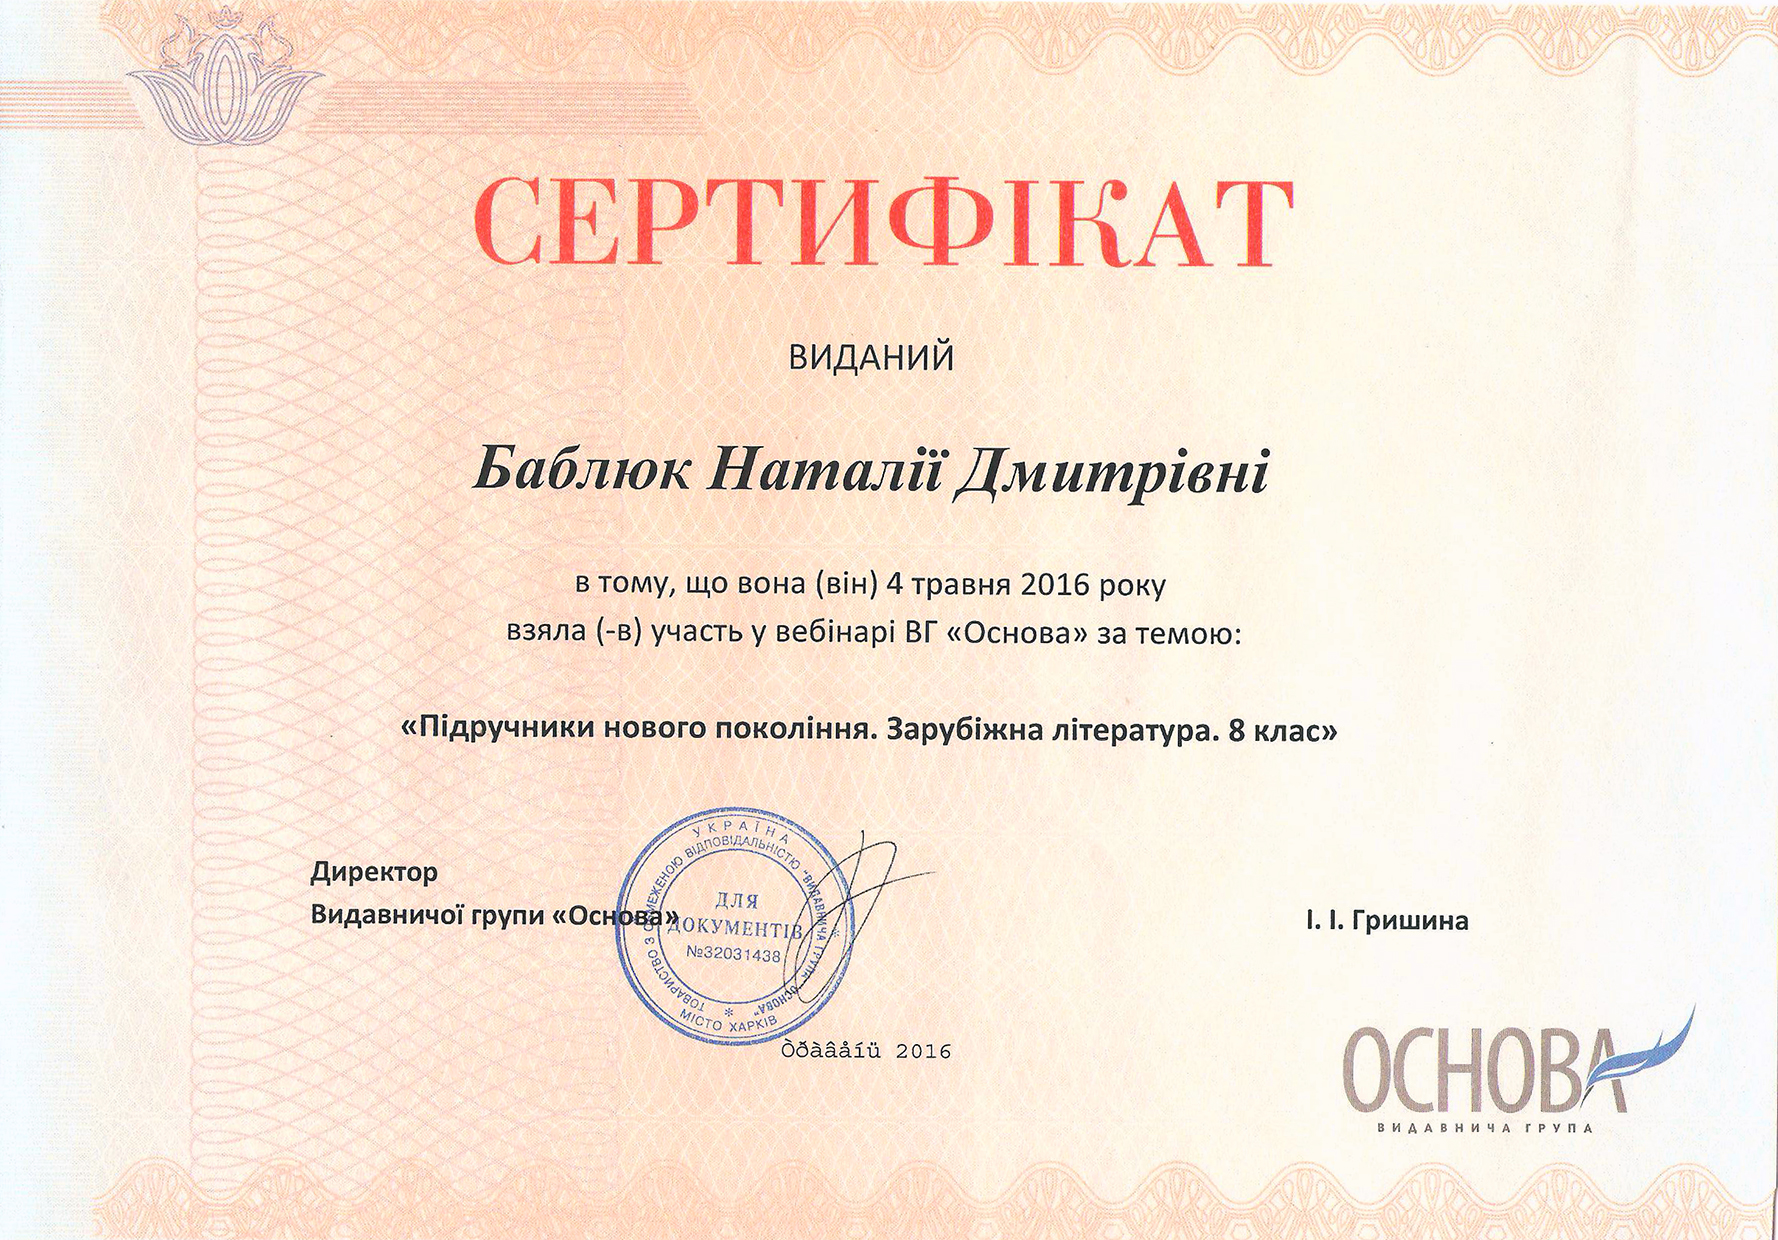 СЕРТИФІКАТ
ВИДАНИЙ
Баблюк Наталії Дмитрівні
в тому, що вона (він) 4 травня 2016 року
взяла (-в) участь у вебінарі ВГ «Основа» за темою:
«Підручники нового покоління. Зарубіжна література. 8 клас»
Директор
Видавничої групи «Основа»
УКРАЇНА
ТОВАРИСТВО З ОБМЕЖЕНОЮ ВІДПОВІДАЛЬНІСТЮ "ВИДАВНИЧА ГРУПА "ОСНОВА"
ДЛЯ
ДОКУМЕНТІВ
№32031438
МІСТО ХАРКІВ
І. І. Гришина
Òðàâåíü 2016
ОСНОВА
ВИДАВНИЧА ГРУПА